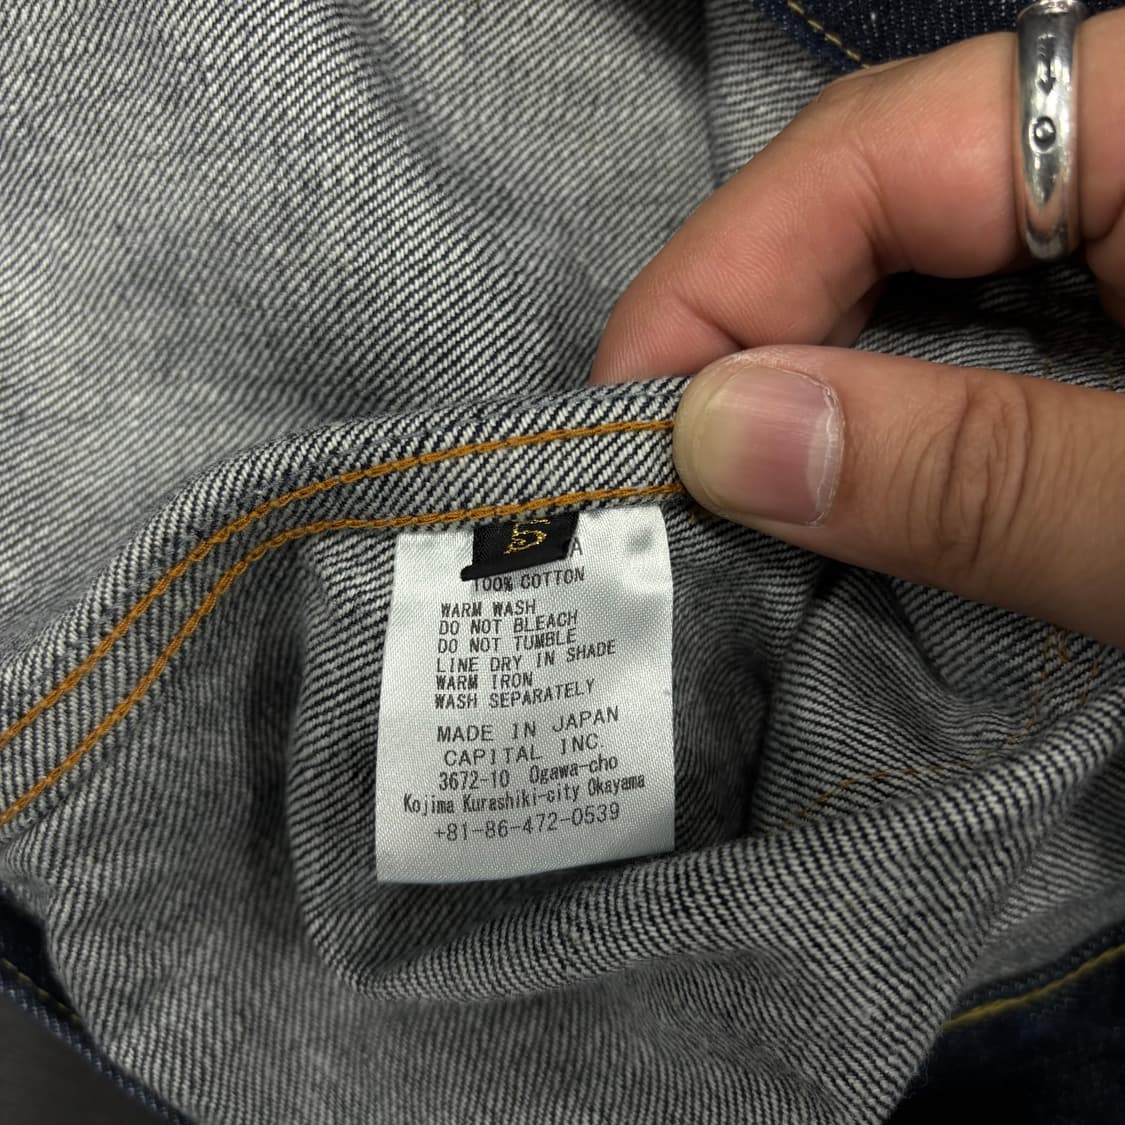 5
A
100% COTTON
WARM WASH
DO NOT BLEACH
DO NOT TUMBLE
LINE DRY IN SHADE
WARM IRON
WASH SEPARATELY
MADE IN JAPAN
CAPITAL INC.
3672-10 Ogawa-cho
Kojima Kurashiki-city Okayama
+81-86-472-0539